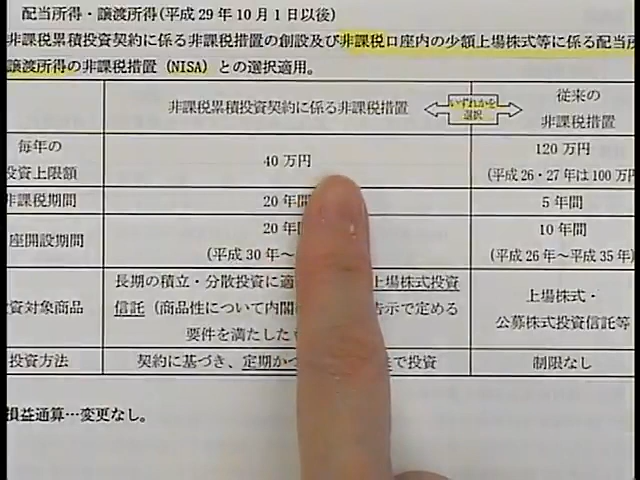 配当所得・譲渡所得(平成29年10月1日以後)
非課税累積投資契約に係る非課税措置の創設及び非課税口座内の少額上場株式等に係る配当所
譲渡所得の非課税措置（NISA）との選択適用。
非課税累積投資契約に係る非課税措置
いずれかを
選択
従来の
非課税措置
毎年の
投資上限額
40万円
120万円
(平成26・27年は100万円
非課税期間
20年間
5年間
座開設期間
20年
(平成30年～
10年間
(平成26年～平成35年)
資対象商品
長期の積立・分散投資に適
上場株式投資
信託（商品性について内閣
告示で定める
要件を満たした
上場株式・
公募株式投資信託等
投資方法
契約に基づき、定期かつ
で投資
制限なし
損益通算…変更なし。